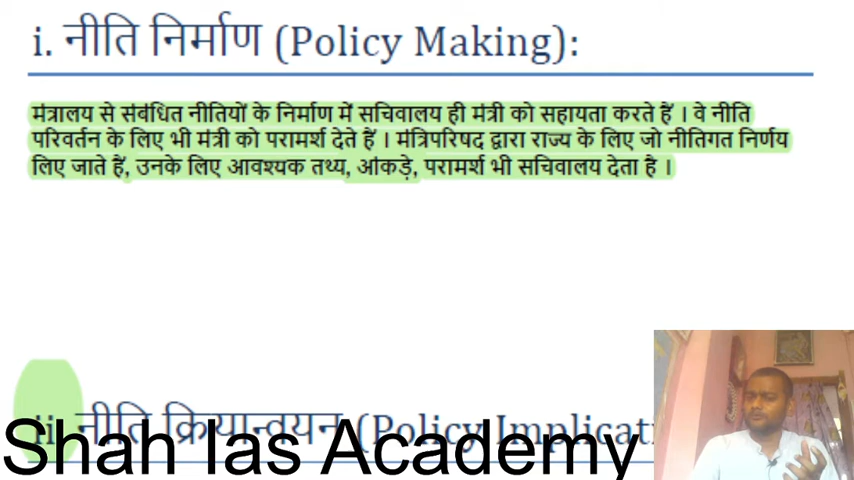 i. नीति निर्माण (Policy Making):
मंत्रालय से संबंधित नीतियों के निर्माण में सचिवालय ही मंत्री को सहायता करते हैं । वे नीति
परिवर्तन के लिए भी मंत्री को परामर्श देते हैं । मंत्रिपरिषद द्वारा राज्य के लिए जो नीतिगत निर्णय
लिए जाते हैं, उनके लिए आवश्यक तथ्य, आंकड़े, परामर्श भी सचिवालय देता है ।
ii. नीति क्रियान्वयन (Policy
Shah Ias Academy